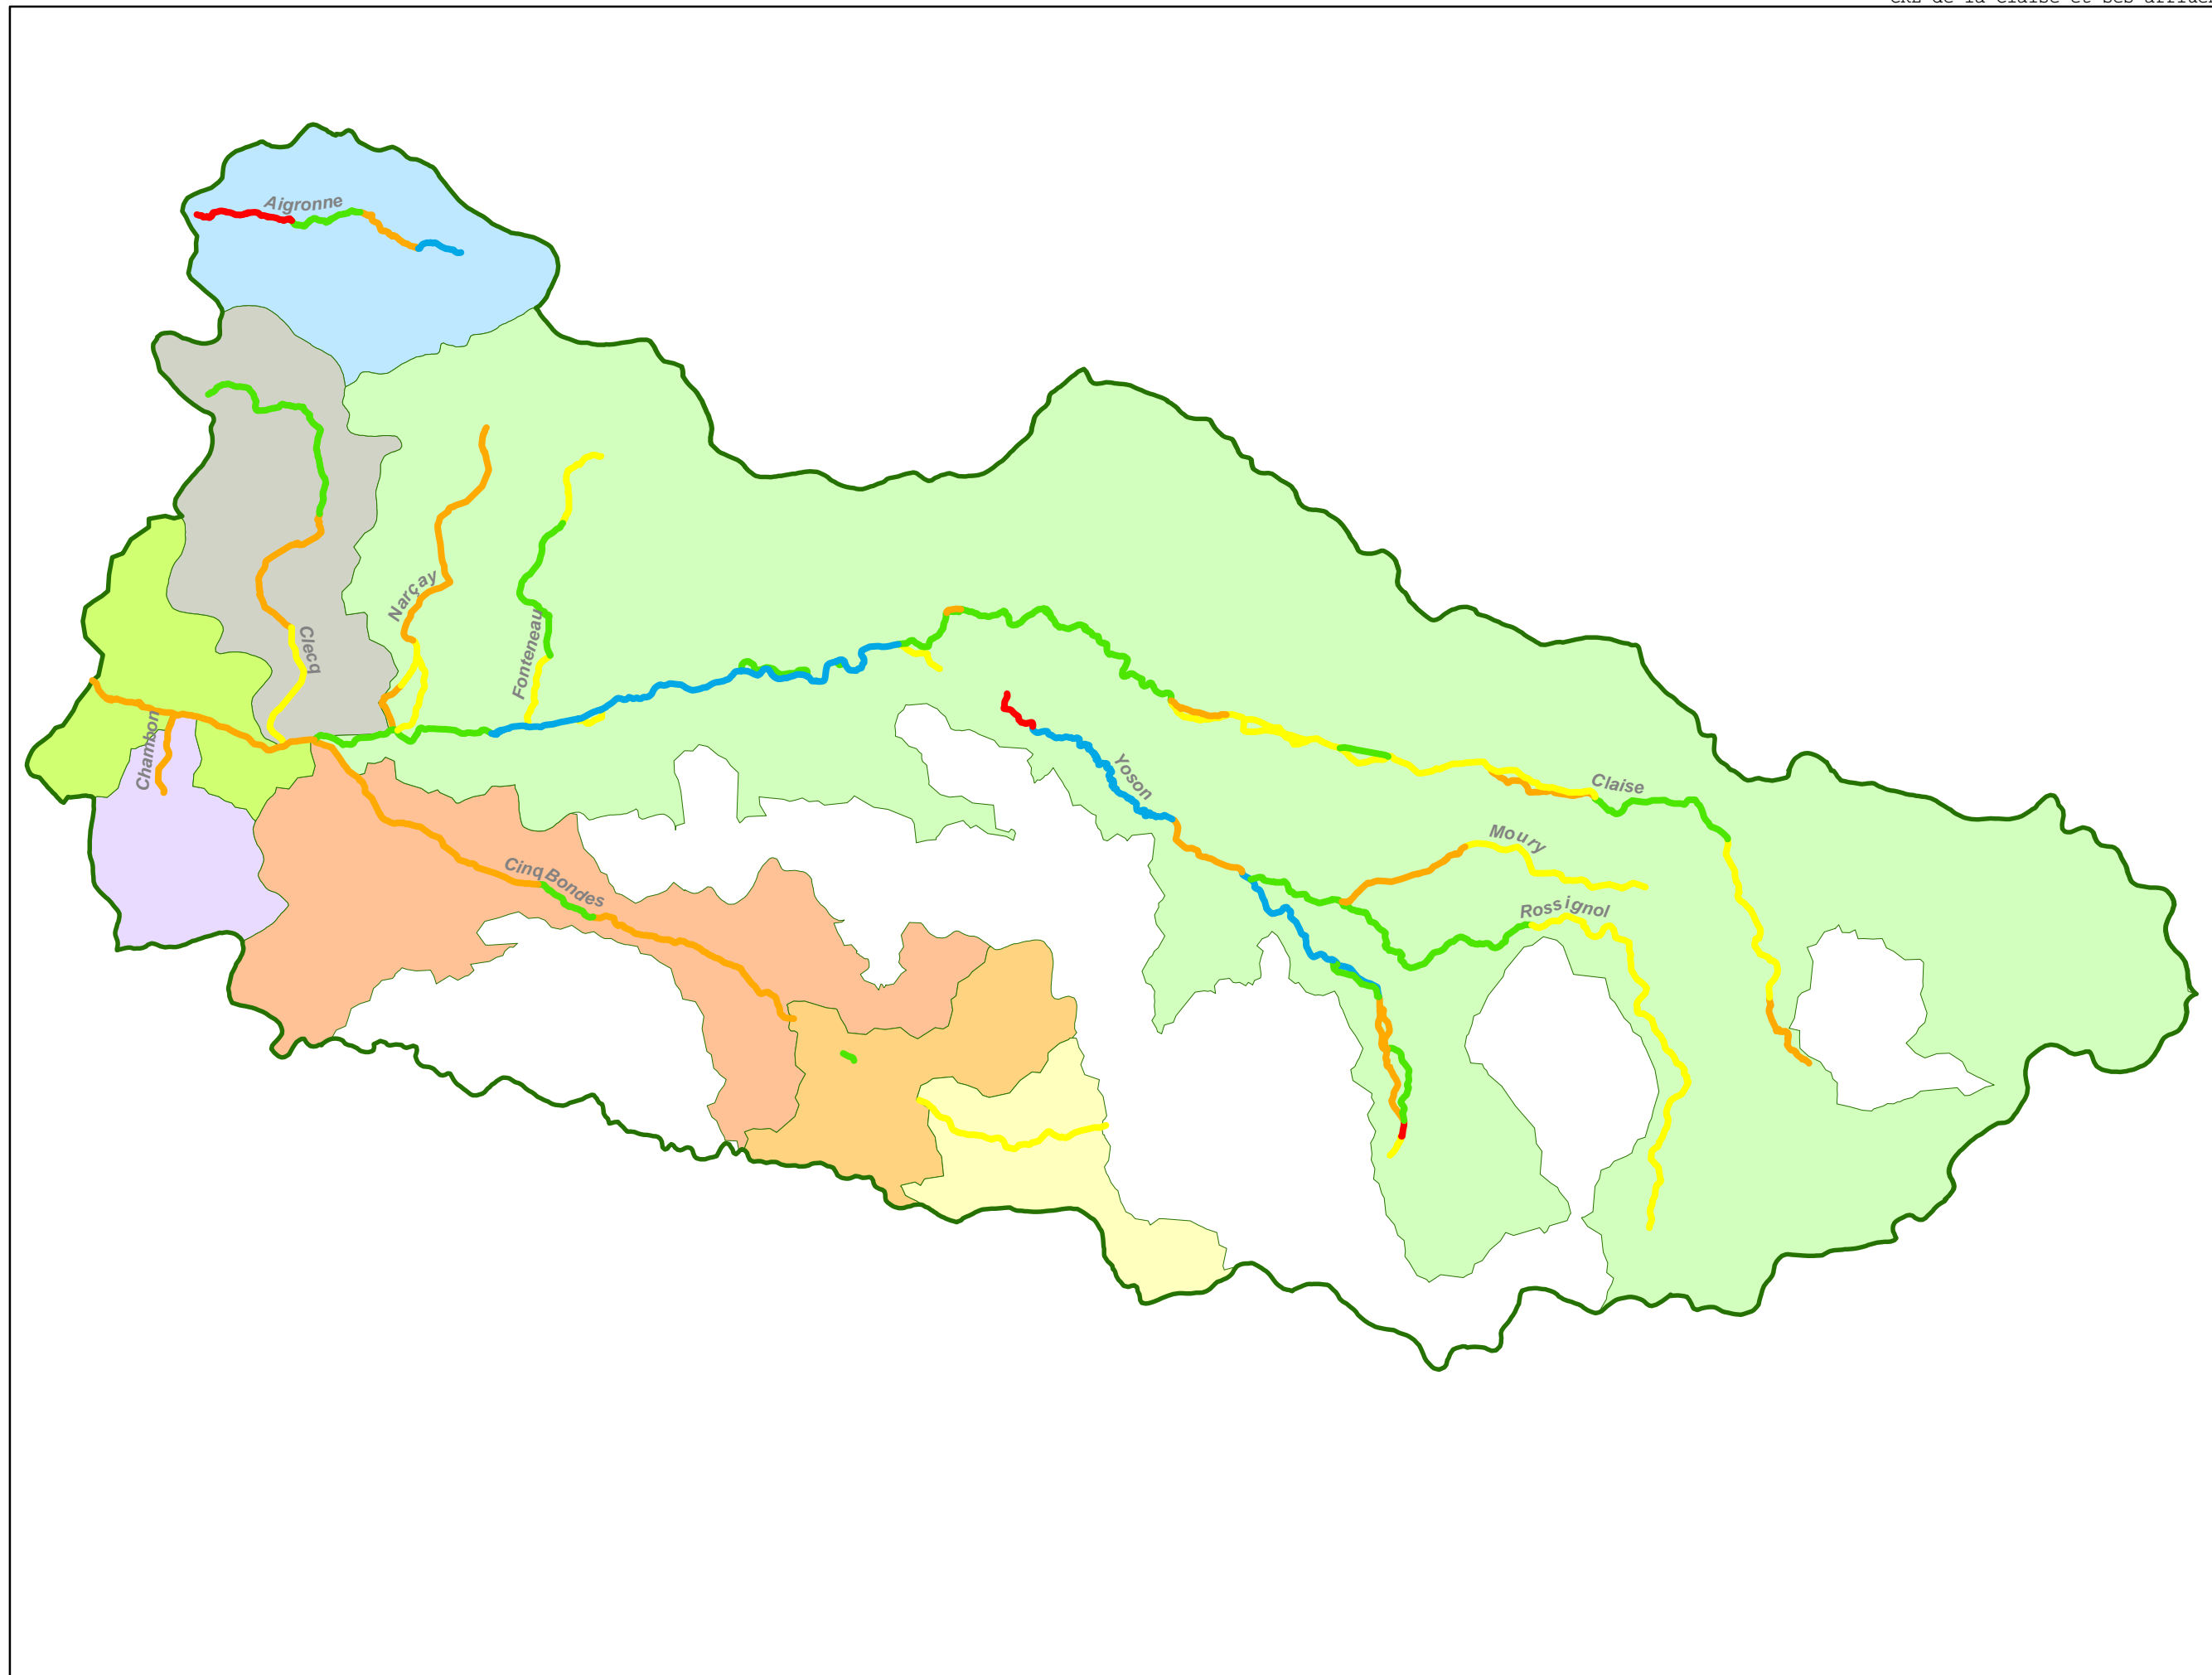 Aigronne
Narçay
Clecq
Fonteneau
Chambon
Yoson
Claise
Moury
Cinq Bondes
Rossignol